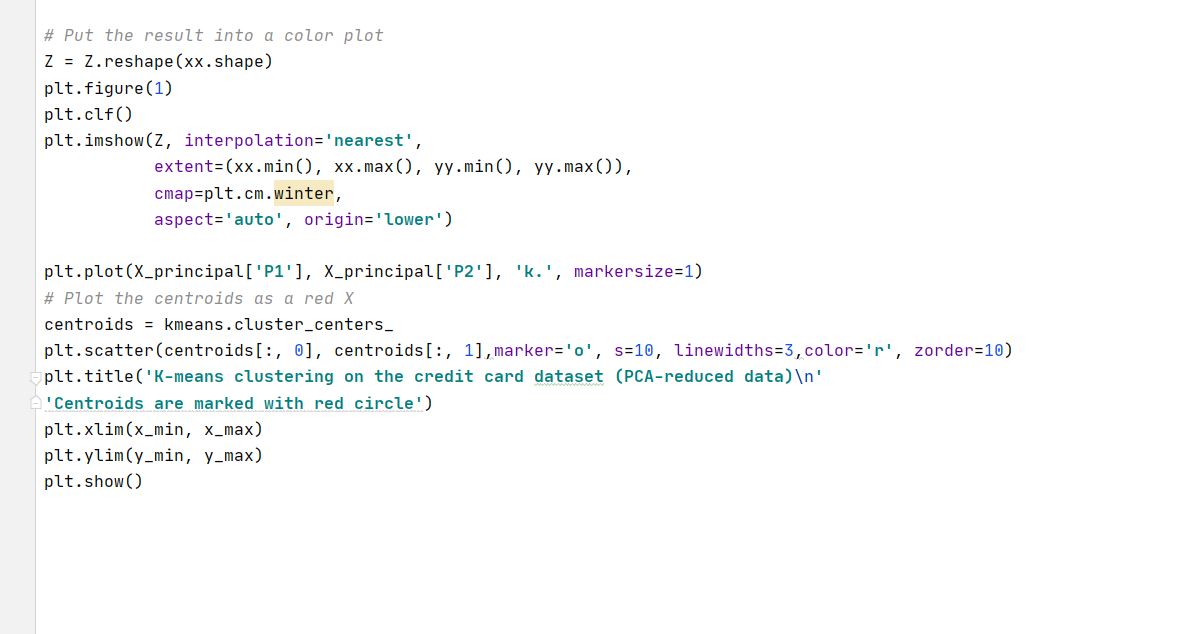 # Put the result into a color plot
Z = Z.reshape(xx.shape)
plt.figure(1)
plt.clf()
plt.imshow(Z, interpolation='nearest',
           extent=(xx.min(), xx.max(), yy.min(), yy.max()),
           cmap=plt.cm.winter,
           aspect='auto', origin='lower')

plt.plot(X_principal['P1'], X_principal['P2'], 'k.', markersize=1)
# Plot the centroids as a red X
centroids = kmeans.cluster_centers_
plt.scatter(centroids[:, 0], centroids[:, 1],marker='o', s=10, linewidths=3,color='r', zorder=10)
plt.title('K-means clustering on the credit card dataset (PCA-reduced data)\n'
'Centroids are marked with red circle')
plt.xlim(x_min, x_max)
plt.ylim(y_min, y_max)
plt.show()